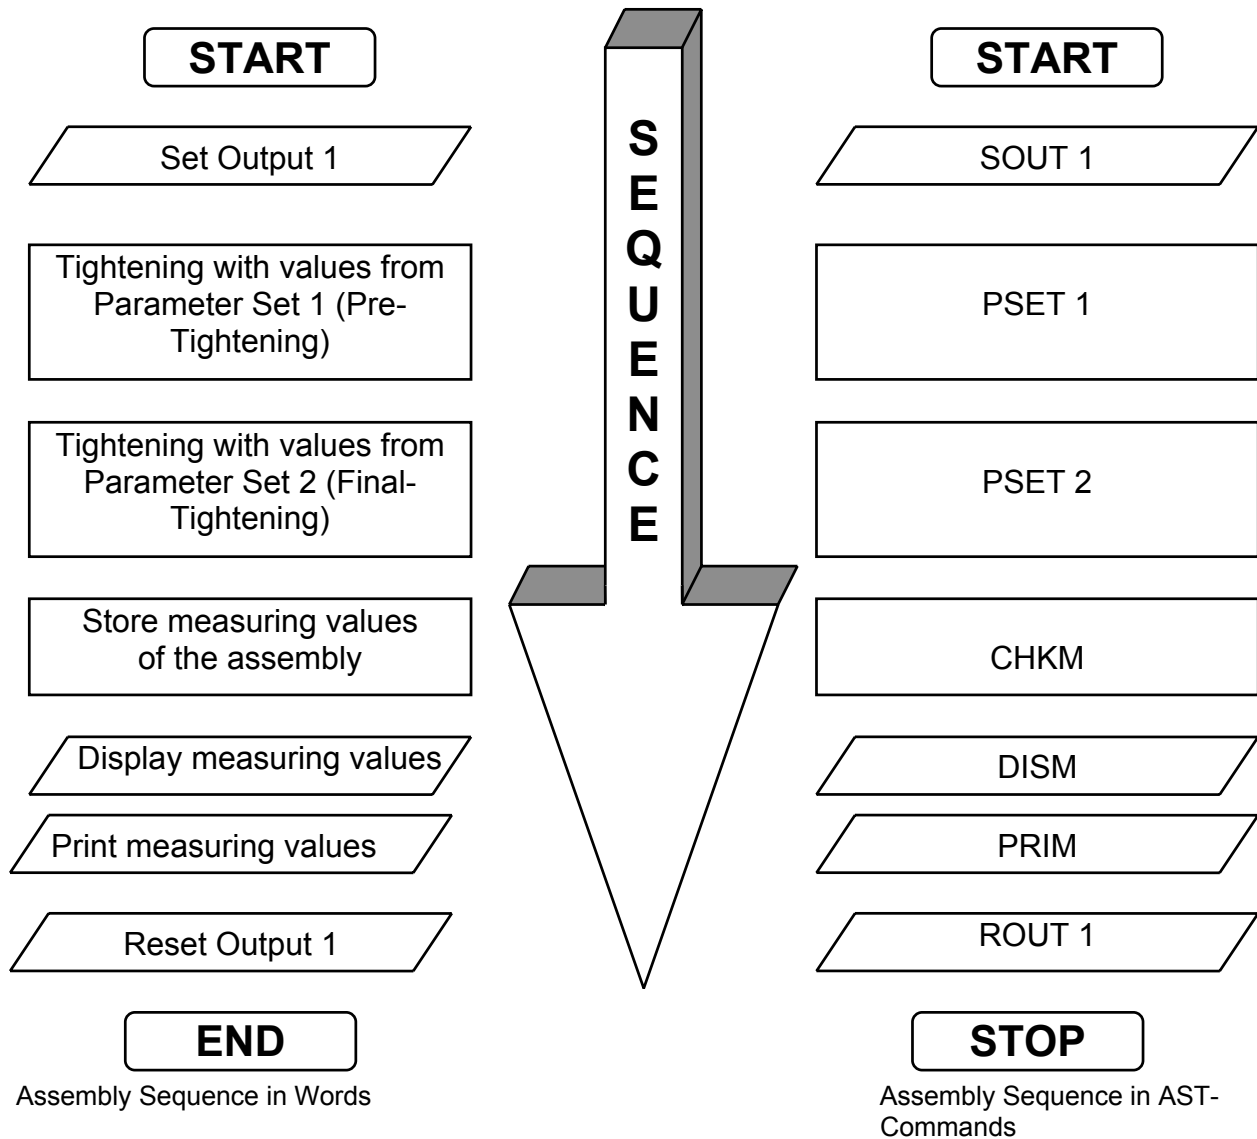 START
Set Output 1
Tightening with values from
Parameter Set 1 (Pre-
Tightening)
Tightening with values from
Parameter Set 2 (Final-
Tightening)
Store measuring values
of the assembly
Display measuring values
Print measuring values
Reset Output 1
END
Assembly Sequence in Words
S
E
Q
U
E
N
C
E
START
SOUT 1
PSET 1
PSET 2
CHKM
DISM
PRIM
ROUT 1
STOP
Assembly Sequence in AST-
Commands